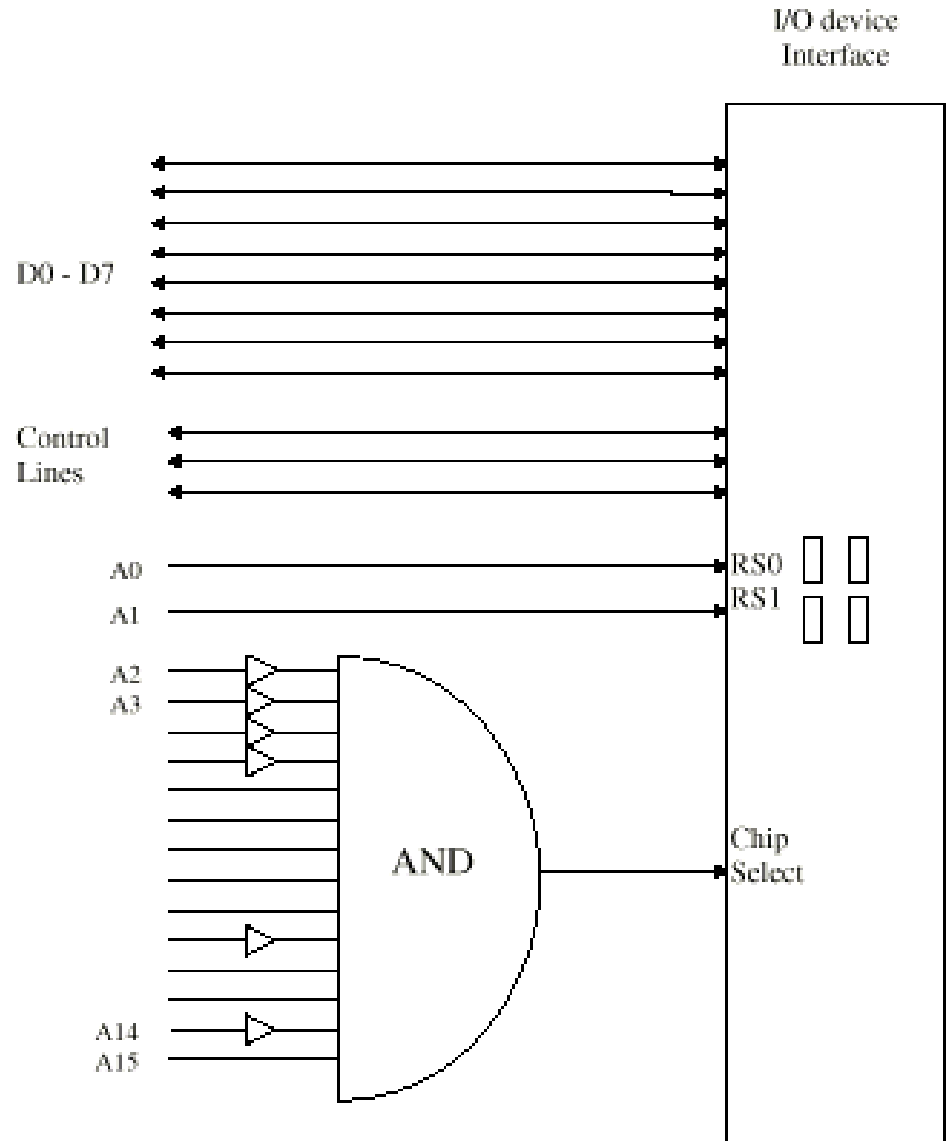 I/O device
Interface
D0 - D7
Control
Lines
A0
RS0
A1
RS1
A2
A3
AND
Chip
Select
A14
A15